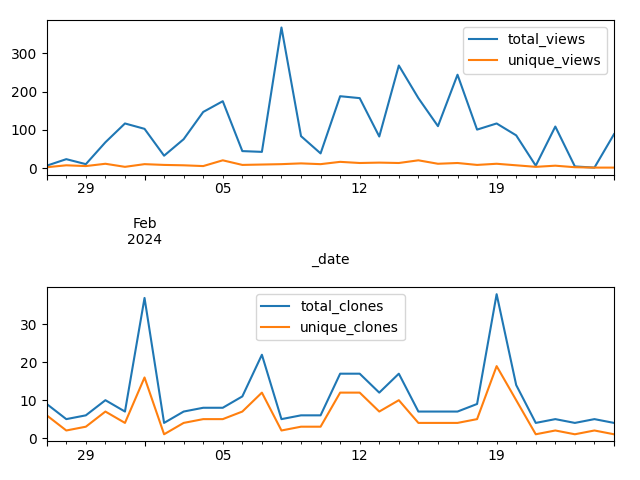 total_views
unique_views
300
200
100
0
29 05 12 19
Feb
2024
_date
total_clones
unique_clones
30
20
10
0
29 05 12 19